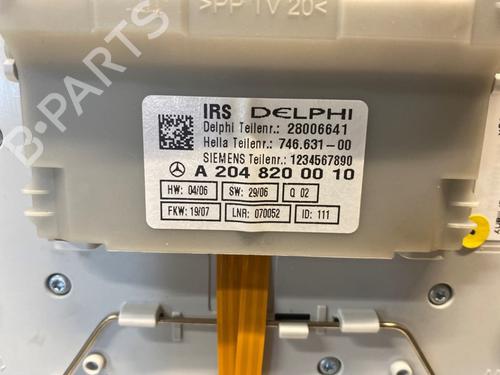 >PP TV 20<
IRS DELPHI
Delphi Teilenr.: 28006641
Hella Teilenr.: 746.631-00
SIEMENS Teilenr.: 1234567890
A 204 820 00 10
HW: 04/06 SW: 29/06 Q 02
FKW: 19/07 LNR: 070052 ID: 111